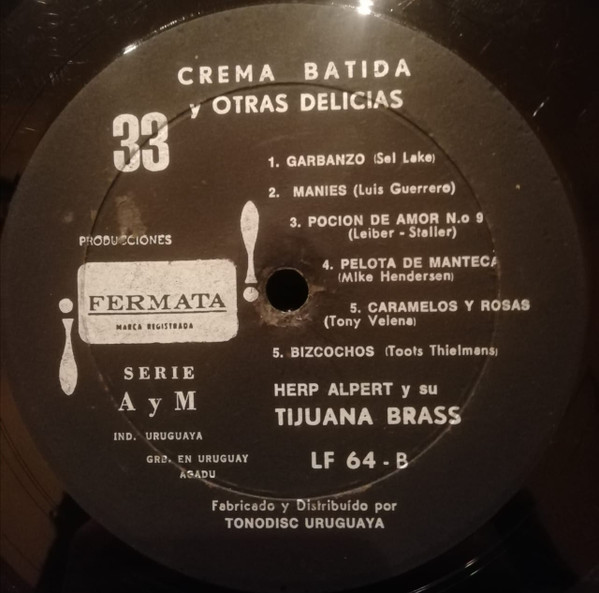 CREMA BATIDA
y OTRAS DELICIAS
33
1. GARBANZO (Sol Lake)
2. MANIES (Luis Guerrero)
3. POCION DE AMOR N.o 9
(Leiber - Staller)
4. PELOTA DE MANTECA
(Mike Hendersen)
5. CARAMELOS Y ROSAS
(Tony Velena)
5. BIZCOCHOS (Toots Thielmans)
PRODUCCIONES
FERMATA
MARCA REGISTRADA
SERIE
A y M
IND. URUGUAYA
GRB. EN URUGUAY
AGADU
HERP ALPERT y su
TIJUANA BRASS
LF 64 - B
Fabricado y Distribuído por
TONODISC URUGUAYA